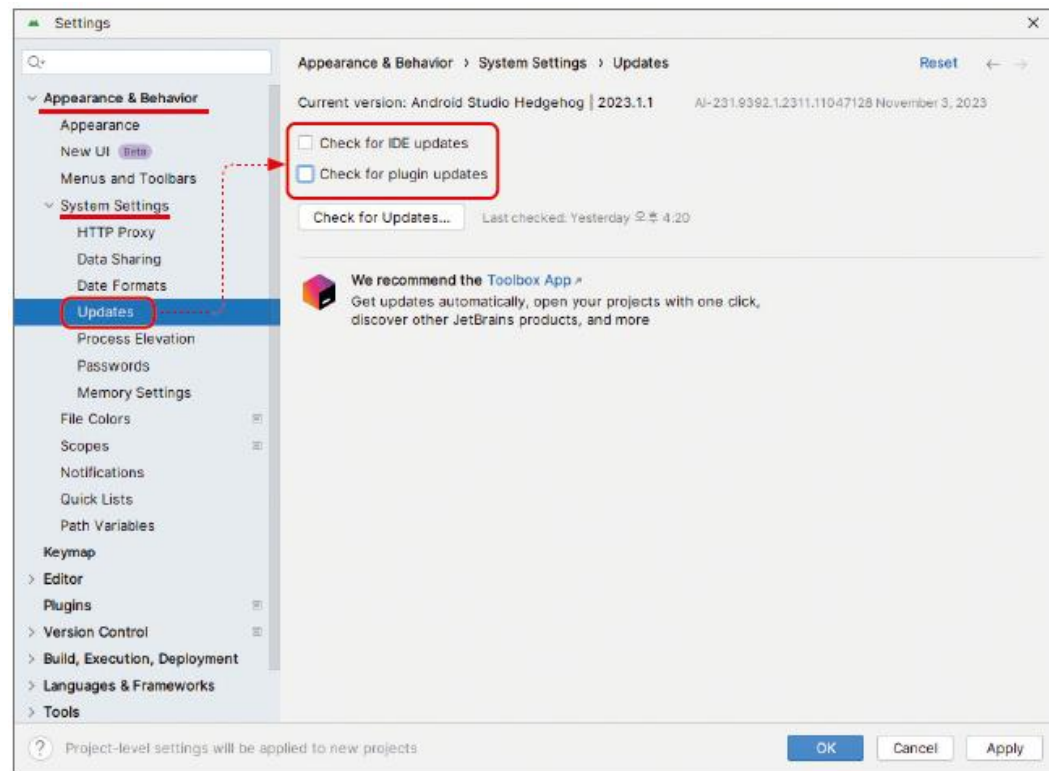 Settings
Appearance & Behavior
Appearance
New UI Beta
Menus and Toolbars
System Settings
HTTP Proxy
Data Sharing
Date Formats
Updates
Process Elevation
Passwords
Memory Settings
File Colors
Scopes
Notifications
Quick Lists
Path Variables
Keymap
Editor
Plugins
Version Control
Build, Execution, Deployment
Languages & Frameworks
Tools
Appearance & Behavior › System Settings › Updates Reset ← →
Current version: Android Studio Hedgehog | 2023.1.1 AI-231.9392.1.2311.11047128 November 3, 2023
Check for IDE updates
Check for plugin updates
Check for Updates... Last checked: Yesterday 오후 4:20
We recommend the Toolbox App ↗
Get updates automatically, open your projects with one click,
discover other JetBrains products, and more
? Project-level settings will be applied to new projects
OK Cancel Apply